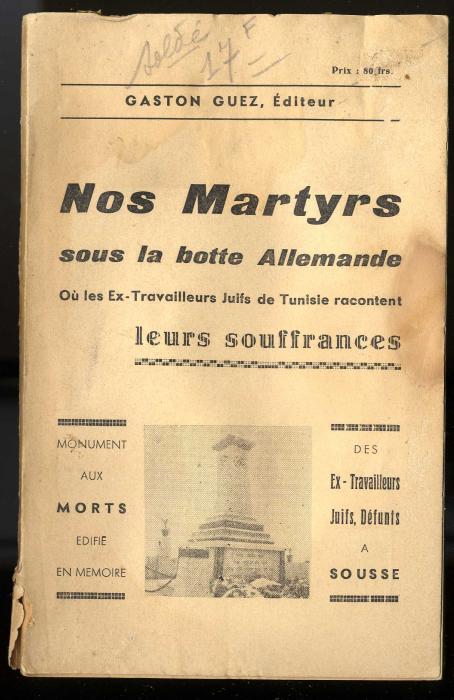 Soldé
17 F
Prix : 80 frs.
GASTON GUEZ, Éditeur
Nos Martyrs
sous la botte Allemande
Où les Ex-Travailleurs Juifs de Tunisie racontent
leurs souffrances
MONUMENT
AUX
MORTS
EDIFIE
EN MEMOIRE
DES
Ex-Travailleurs
Juifs, Défunts
A
SOUSSE